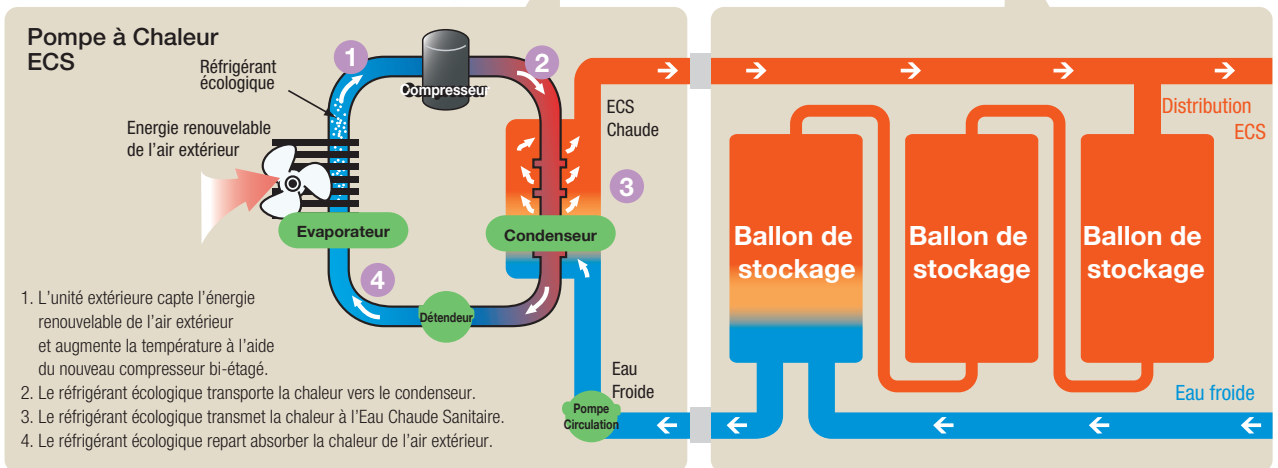 Pompe à Chaleur
ECS
Réfrigérant
écologique
Energie renouvelable
de l'air extérieur
1
Compresseur
2
ECS
Chaude
3
Evaporateur
Condenseur
4
Détendeur
Eau
Froide
Pompe
Circulation
1. L'unité extérieure capte l'énergie
renouvelable de l'air extérieur
et augmente la température à l'aide
du nouveau compresseur bi-étagé.
2. Le réfrigérant écologique transporte la chaleur vers le condenseur.
3. Le réfrigérant écologique transmet la chaleur à l'Eau Chaude Sanitaire.
4. Le réfrigérant écologique repart absorber la chaleur de l'air extérieur.
Distribution
ECS
Ballon de
stockage
Ballon de
stockage
Ballon de
stockage
Eau froide